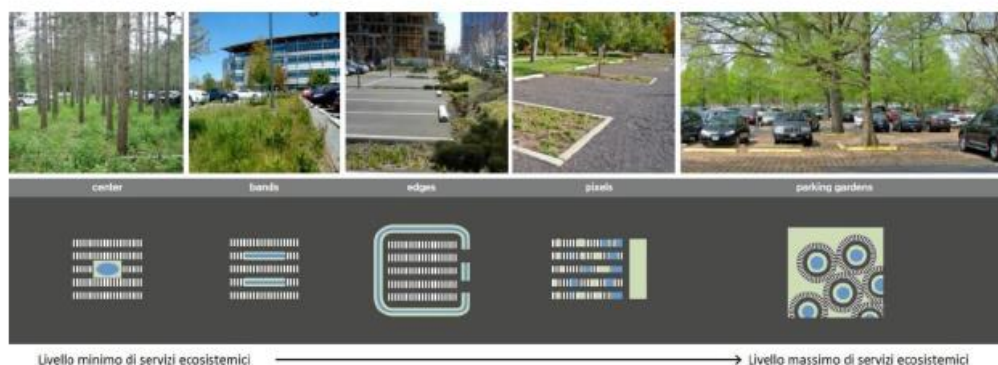 center
bands
edges
pixels
parking gardens
Livello minimo di servizi ecosistemici
Livello massimo di servizi ecosistemici